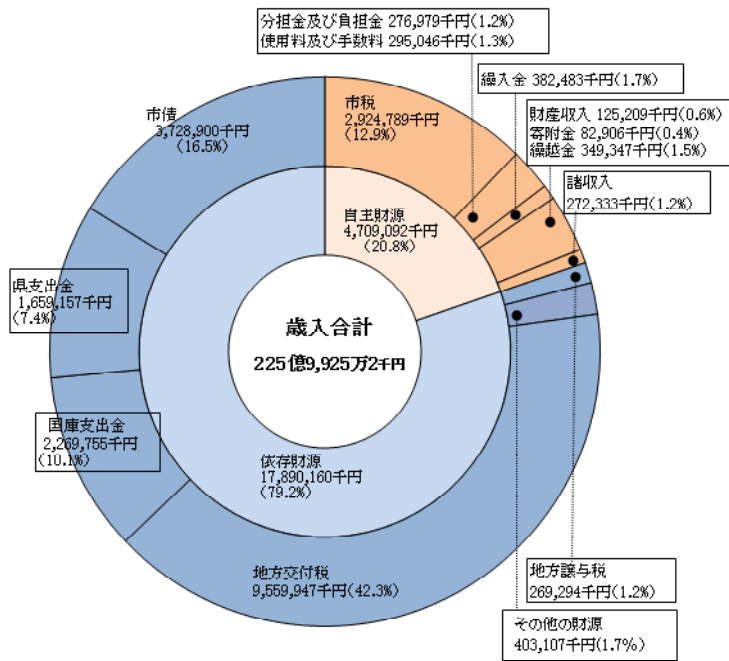 分担金及び負担金 276,979千円(1.2%)
使用料及び手数料 295,046千円(1.3%)
繰入金 382,483千円(1.7%)
財産収入 125,209千円(0.6%)
寄附金 82,906千円(0.4%)
繰越金 349,347千円(1.5%)
諸収入
272,333千円(1.2%)
市債
3,728,900千円
(16.5%)
市税
2,924,789千円
(12.9%)
自主財源
4,709,092千円
(20.8%)
県支出金
1,659,157千円
(7.4%)
歳入合計
225億9,925万2千円
国庫支出金
2,269,755千円
(10.1%)
依存財源
17,890,160千円
(79.2%)
地方交付税
9,559,947千円(42.3%)
地方譲与税
269,294千円(1.2%)
その他の財源
403,107千円(1.7%)